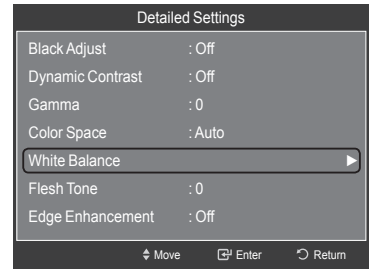 Detailed Settings
Black Adjust : Off
Dynamic Contrast : Off
Gamma : 0
Color Space : Auto
White Balance ►
Flesh Tone : 0
Edge Enhancement : Off
Move Enter Return